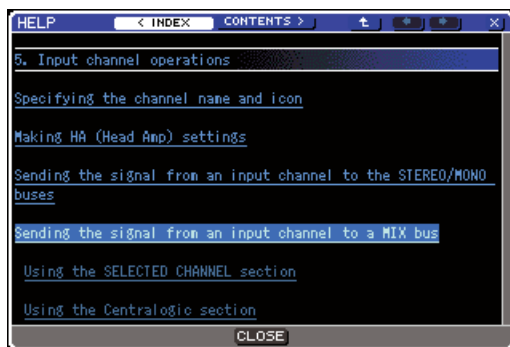 HELP < INDEX CONTENTS > X
5. Input channel operations
Specifying the channel name and icon
Making HA (Head Amp) settings
Sending the signal from an input channel to the STEREO/MONO
buses
Sending the signal from an input channel to a MIX bus
Using the SELECTED CHANNEL section
Using the Centralogic section
CLOSE